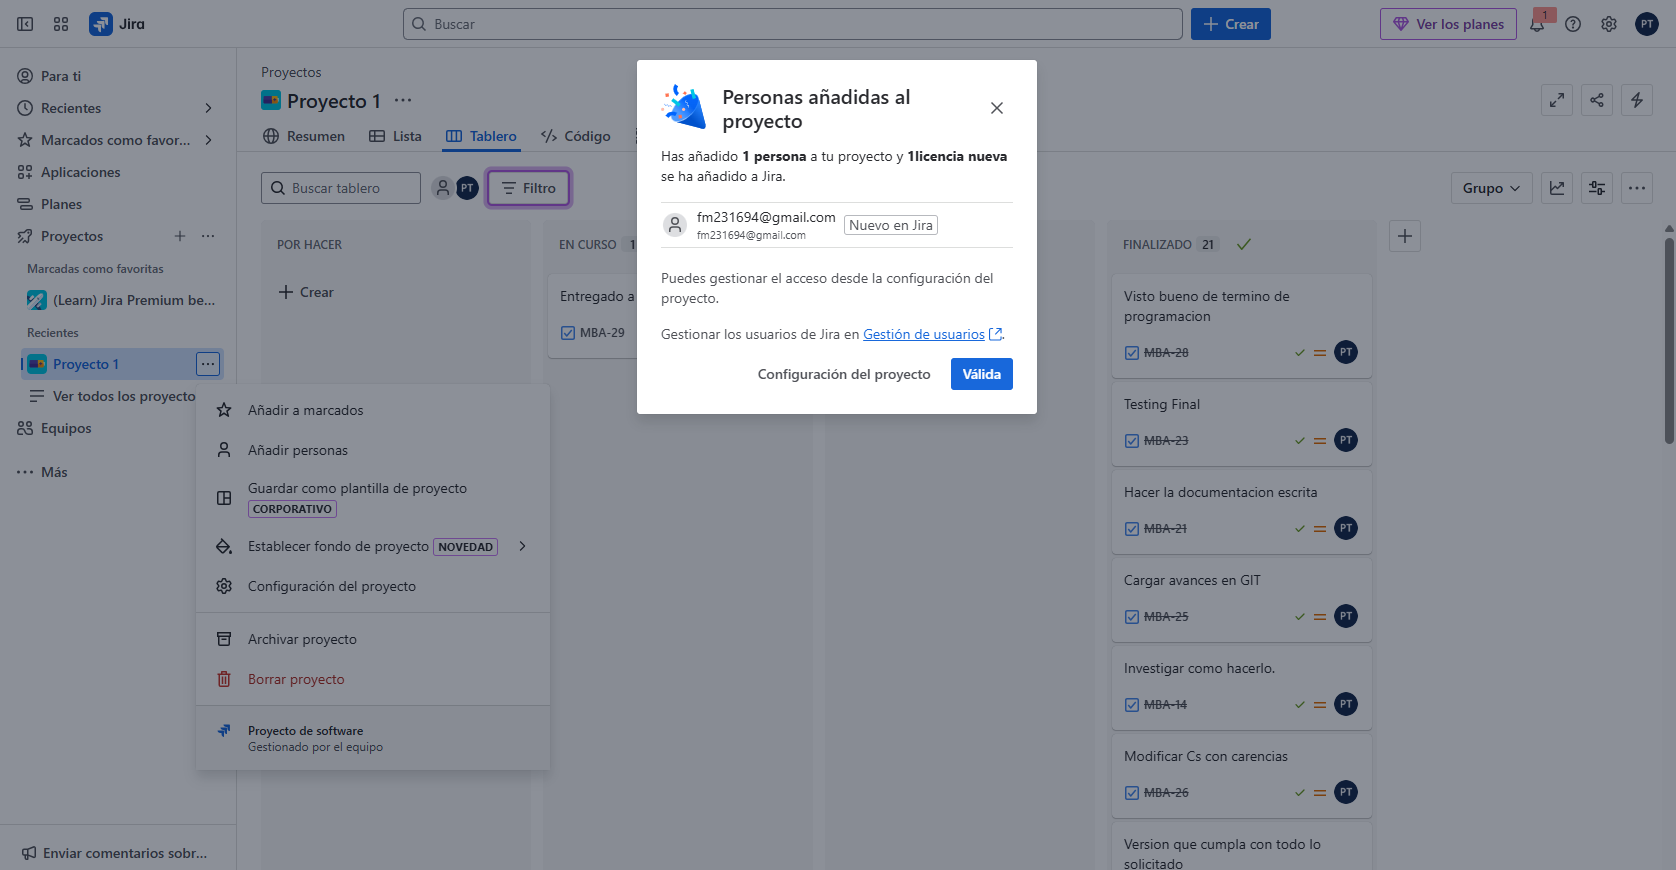 Jira
Buscar
Crear
Ver los planes
1
PT
Para ti
Recientes
Marcados como favor...
Aplicaciones
Planes
Proyectos
Marcadas como favoritas
(Learn) Jira Premium be...
Recientes
Proyecto 1
Ver todos los proyecto
Equipos
Más
Enviar comentarios sobr...
Proyectos
Proyecto 1
Resumen
Lista
Tablero
Código
Buscar tablero
PT
Filtro
Grupo
POR HACER
Crear
EN CURSO 1
Entregado a
MBA-29
FINALIZADO 21
Visto bueno de termino de
programacion
MBA-28
PT
Testing Final
MBA-23
PT
Hacer la documentacion escrita
MBA-21
PT
Cargar avances en GIT
MBA-25
PT
Investigar como hacerlo.
MBA-14
PT
Modificar Cs con carencias
MBA-26
PT
Version que cumpla con todo lo
solicitado
Añadir a marcados
Añadir personas
Guardar como plantilla de proyecto
CORPORATIVO
Establecer fondo de proyecto NOVEDAD
Configuración del proyecto
Archivar proyecto
Borrar proyecto
Proyecto de software
Gestionado por el equipo
Personas añadidas al
proyecto
Has añadido 1 persona a tu proyecto y 1licencia nueva
se ha añadido a Jira.
fm231694@gmail.com
fm231694@gmail.com
Nuevo en Jira
Puedes gestionar el acceso desde la configuración del
proyecto.
Gestionar los usuarios de Jira en Gestión de usuarios.
Configuración del proyecto
Válida